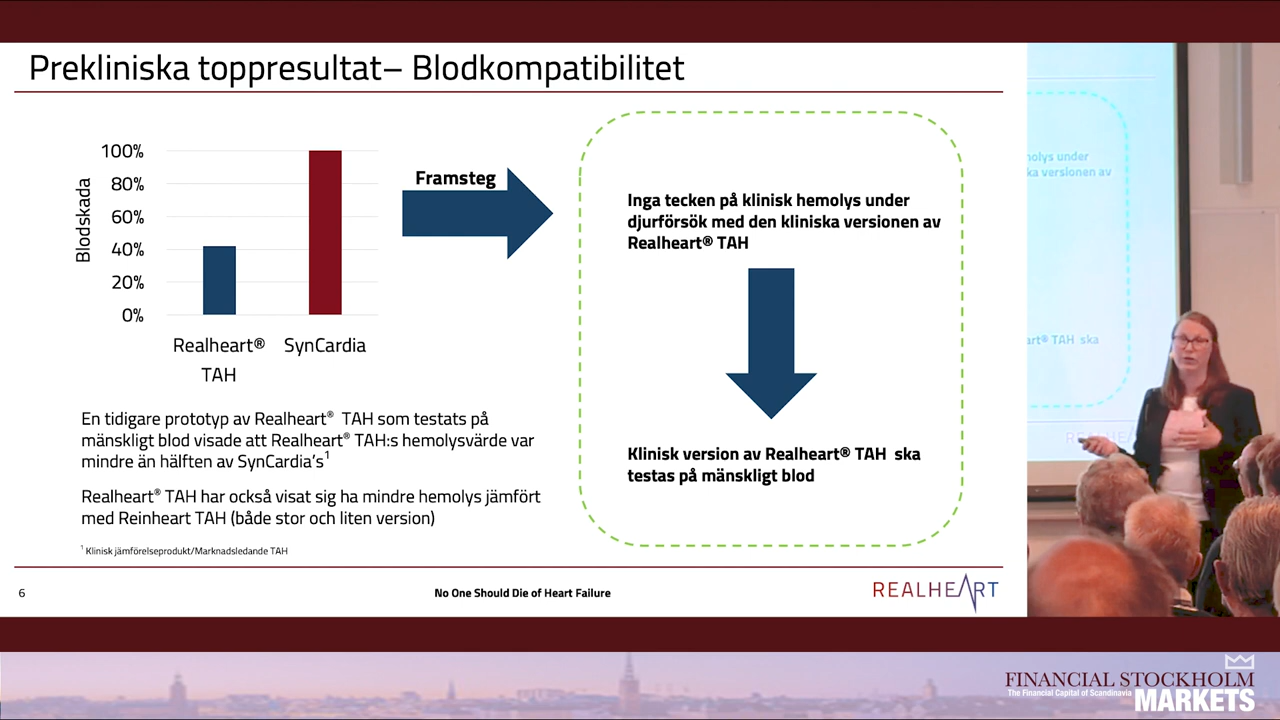 Prekliniska toppresultat– Blodkompatibilitet
Blodskada
100%
80%
60%
40%
20%
0%
Realheart®
TAH
SynCardia
Framsteg
En tidigare prototyp av Realheart® TAH som testats på
mänskligt blod visade att Realheart® TAH:s hemolysvärde var
mindre än hälften av SynCardia’s¹
Realheart® TAH har också visat sig ha mindre hemolys jämfört
med Reinheart TAH (både stor och liten version)
¹ Klinisk jämförelseprodukt/Marknadsledande TAH
Inga tecken på klinisk hemolys under
djurförsök med den kliniska versionen av
Realheart® TAH
Klinisk version av Realheart® TAH ska
testas på mänskligt blod
6
No One Should Die of Heart Failure
REALHEART
under
versionen av
TAH ska
FINANCIAL STOCKHOLM
The Financial Capital of Scandinavia
MARKETS